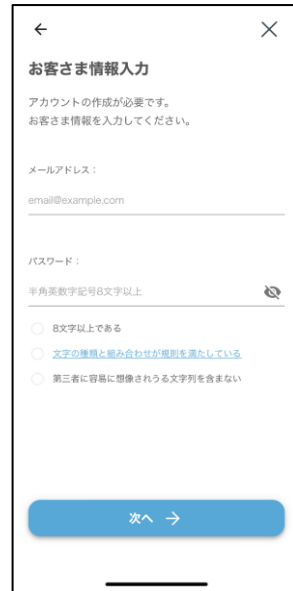 お客さま情報入力
アカウントの作成が必要です。
お客さま情報を入力してください。
メールアドレス：
email@example.com
パスワード：
半角英数字記号8文字以上
8文字以上である
文字の種類と組み合わせが規則を満たしている
第三者に容易に想像されうる文字列を含まない
次へ →